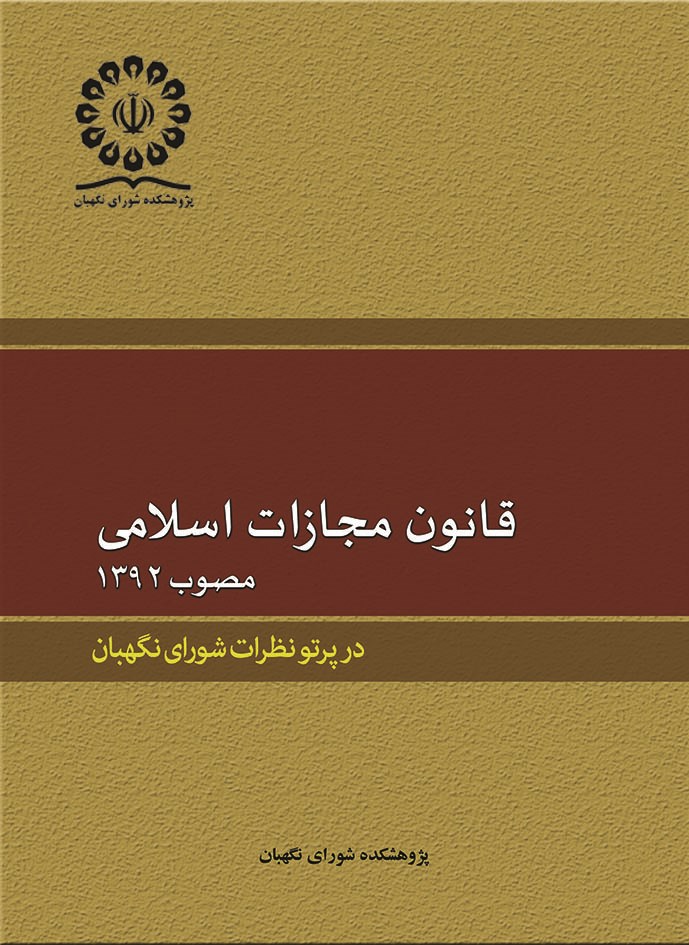 پژوهشکده شورای نگهبان
قانون مجازات اسلامی
مصوب ۱۳۹۲
در پرتو نظرات شورای نگهبان
پژوهشکده شورای نگهبان